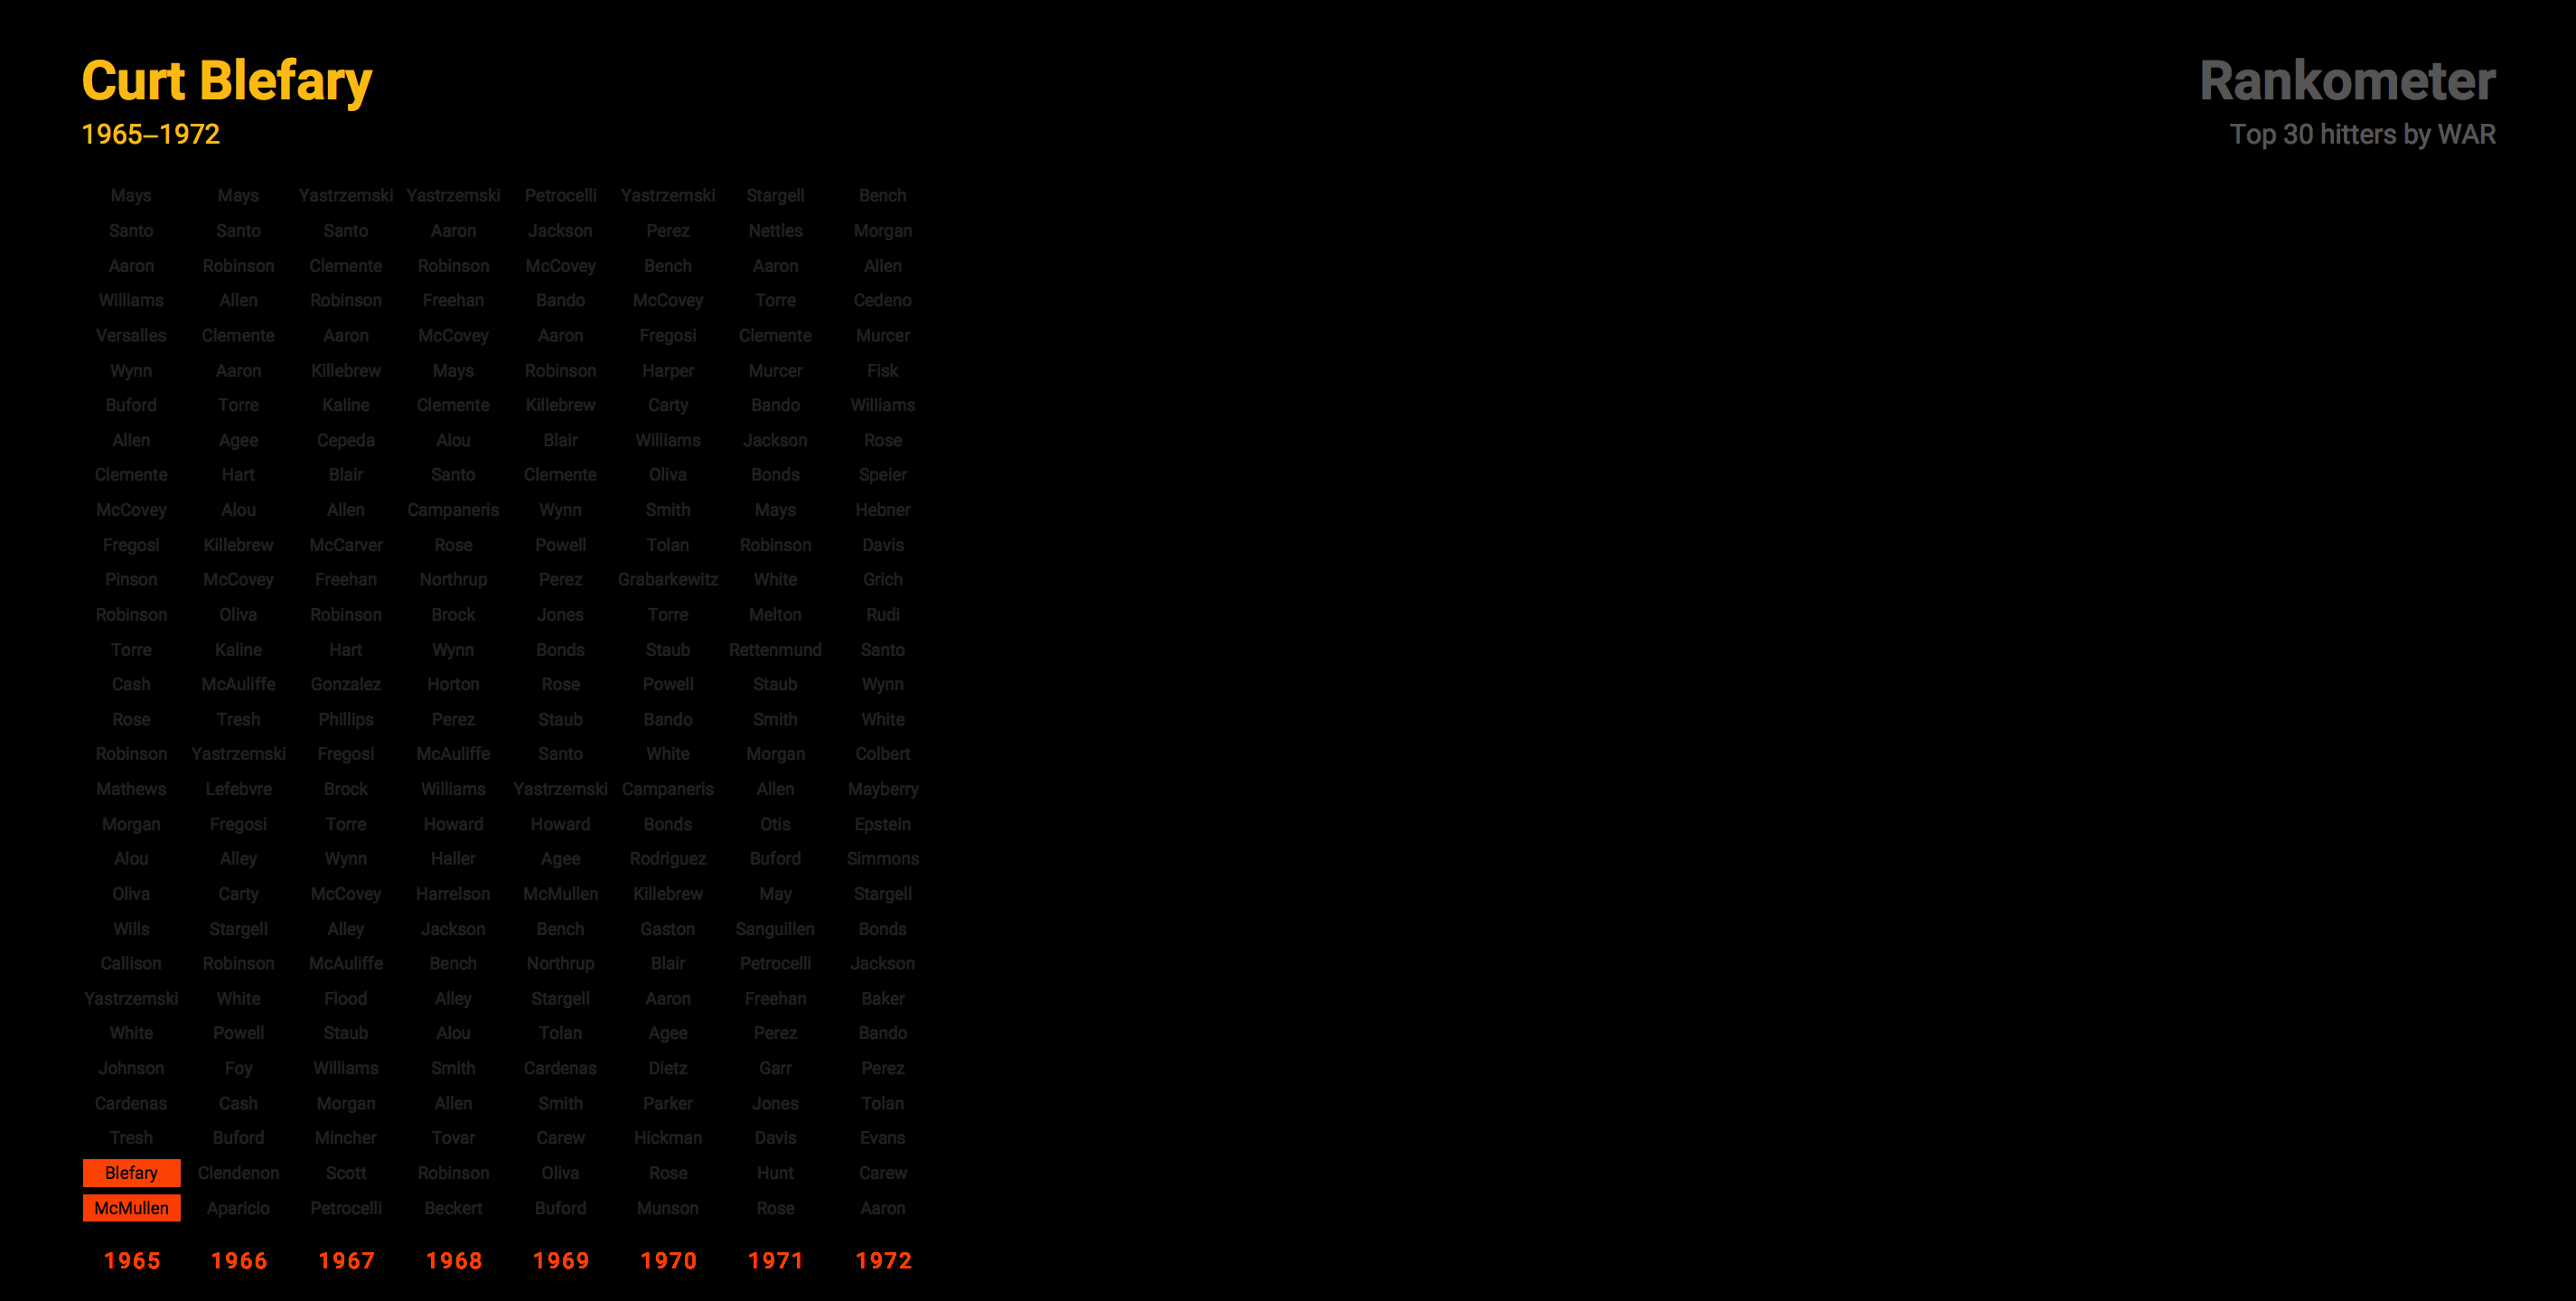 Curt Blefary
1965–1972
Rankometer
Top 30 hitters by WAR
Mays Mays Yastrzemski Yastrzemski Petrocelli Yastrzemski Stargell Bench
Santo Santo Santo Aaron Jackson Perez Nettles Morgan
Aaron Robinson Clemente Robinson McCovey Bench Aaron Allen
Williams Allen Robinson Freehan Bando McCovey Torre Cedeno
Versalles Clemente Aaron McCovey Aaron Fregosi Clemente Murcer
Wynn Aaron Killebrew Mays Robinson Harper Murcer Fisk
Buford Torre Kaline Clemente Killebrew Carty Bando Williams
Allen Agee Cepeda Alou Blair Williams Jackson Rose
Clemente Hart Blair Santo Clemente Oliva Bonds Speier
McCovey Alou Allen Campaneris Wynn Smith Mays Hebner
Fregosi Killebrew McCarver Rose Powell Tolan Robinson Davis
Pinson McCovey Freehan Northrup Perez Grabarkewitz White Grich
Robinson Oliva Robinson Brock Jones Torre Melton Rudi
Torre Kaline Hart Wynn Bonds Staub Rettenmund Santo
Cash McAuliffe Gonzalez Horton Rose Powell Staub Wynn
Rose Tresh Phillips Perez Staub Bando Smith White
Robinson Yastrzemski Fregosi McAuliffe Santo White Morgan Colbert
Mathews Lefebvre Brock Williams Yastrzemski Campaneris Allen Mayberry
Morgan Fregosi Torre Howard Howard Bonds Otis Epstein
Alou Alley Wynn Haller Agee Rodriguez Buford Simmons
Oliva Carty McCovey Harrelson McMullen Killebrew May Stargell
Wills Stargell Alley Jackson Bench Gaston Sanguillen Bonds
Callison Robinson McAuliffe Bench Northrup Blair Petrocelli Jackson
Yastrzemski White Flood Alley Stargell Aaron Freehan Baker
White Powell Staub Alou Tolan Agee Perez Bando
Johnson Foy Williams Smith Cardenas Dietz Garr Perez
Cardenas Cash Morgan Allen Smith Parker Jones Tolan
Tresh Buford Mincher Tovar Carew Hickman Davis Evans
Blefary Clendenon Scott Robinson Oliva Rose Hunt Carew
McMullen Aparicio Petrocelli Beckert Buford Munson Rose Aaron
1965 1966 1967 1968 1969 1970 1971 1972